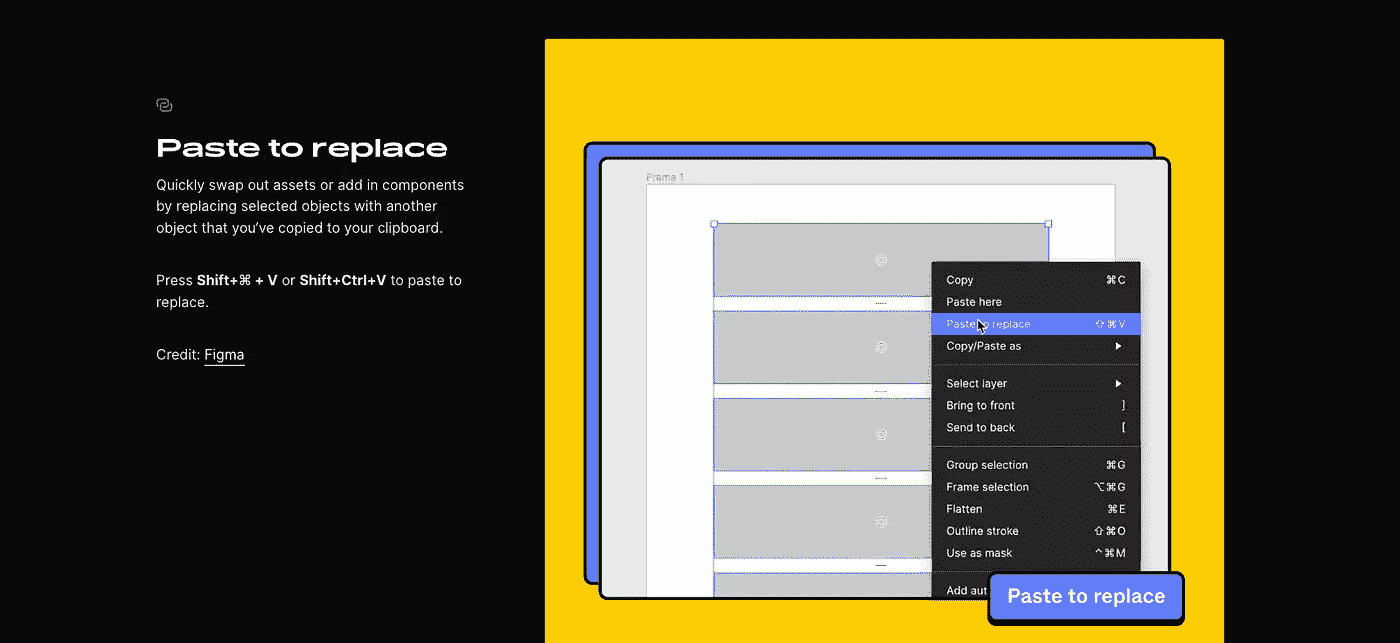 Paste to replace
Quickly swap out assets or add in components
by replacing selected objects with another
object that you’ve copied to your clipboard.
Press Shift+⌘ + V or Shift+Ctrl+V to paste to
replace.
Credit: Figma
Frame 1
Copy ⌘C
Paste here
Paste to replace ⇧⌘V
Copy/Paste as
Select layer
Bring to front ]
Send to back [
Group selection ⌘G
Frame selection ⌥⌘G
Flatten ⌘E
Outline stroke ⇧⌘O
Use as mask ^⌘M
Add aut
Paste to replace